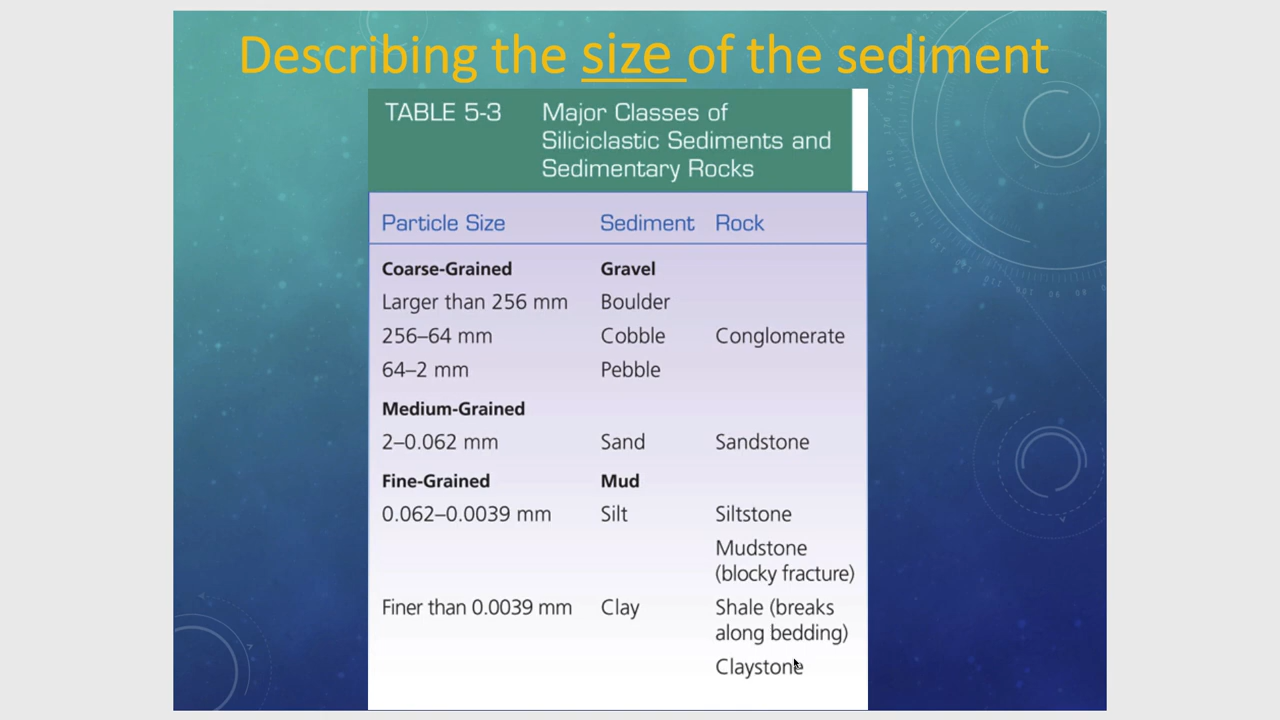 Describing the size of the sediment
TABLE 5-3 Major Classes of
Siliciclastic Sediments and
Sedimentary Rocks
Particle Size Sediment Rock
Coarse-Grained Gravel
Larger than 256 mm Boulder
256–64 mm Cobble Conglomerate
64–2 mm Pebble
Medium-Grained
2–0.062 mm Sand Sandstone
Fine-Grained Mud
0.062–0.0039 mm Silt Siltstone
Mudstone
(blocky fracture)
Finer than 0.0039 mm Clay Shale (breaks
along bedding)
Claystone